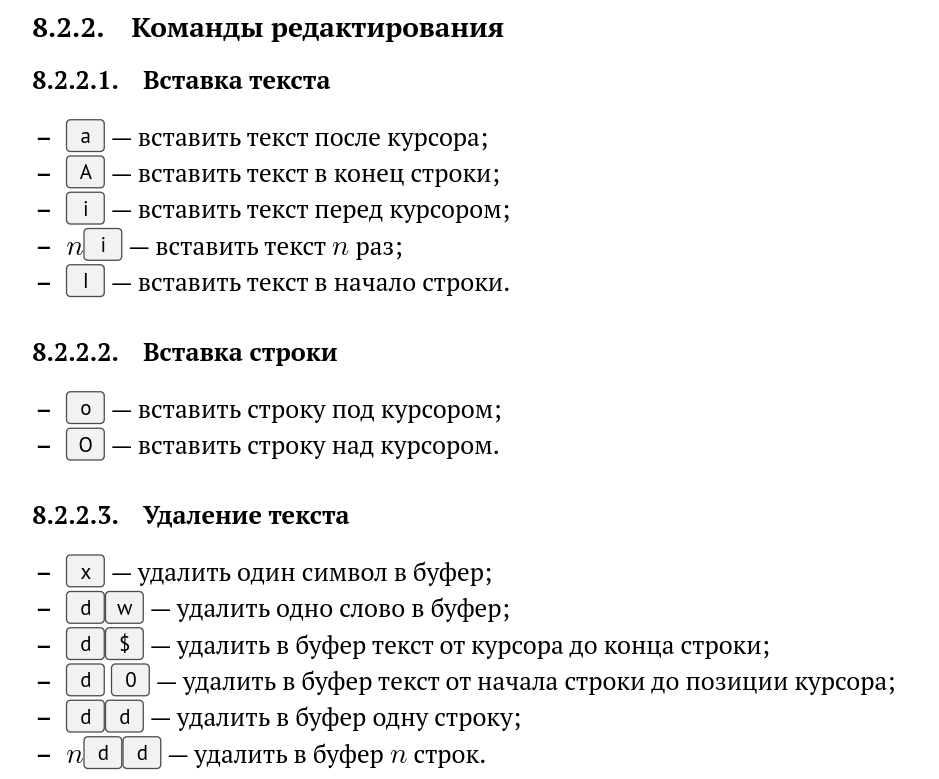 8.2.2. Команды редактирования
8.2.2.1. Вставка текста
– a — вставить текст после курсора;
– A — вставить текст в конец строки;
– i — вставить текст перед курсором;
– n i — вставить текст n раз;
– I — вставить текст в начало строки.
8.2.2.2. Вставка строки
– o — вставить строку под курсором;
– O — вставить строку над курсором.
8.2.2.3. Удаление текста
– x — удалить один символ в буфер;
– d w — удалить одно слово в буфер;
– d $ — удалить в буфер текст от курсора до конца строки;
– d 0 — удалить в буфер текст от начала строки до позиции курсора;
– d d — удалить в буфер одну строку;
– n d d — удалить в буфер n строк.